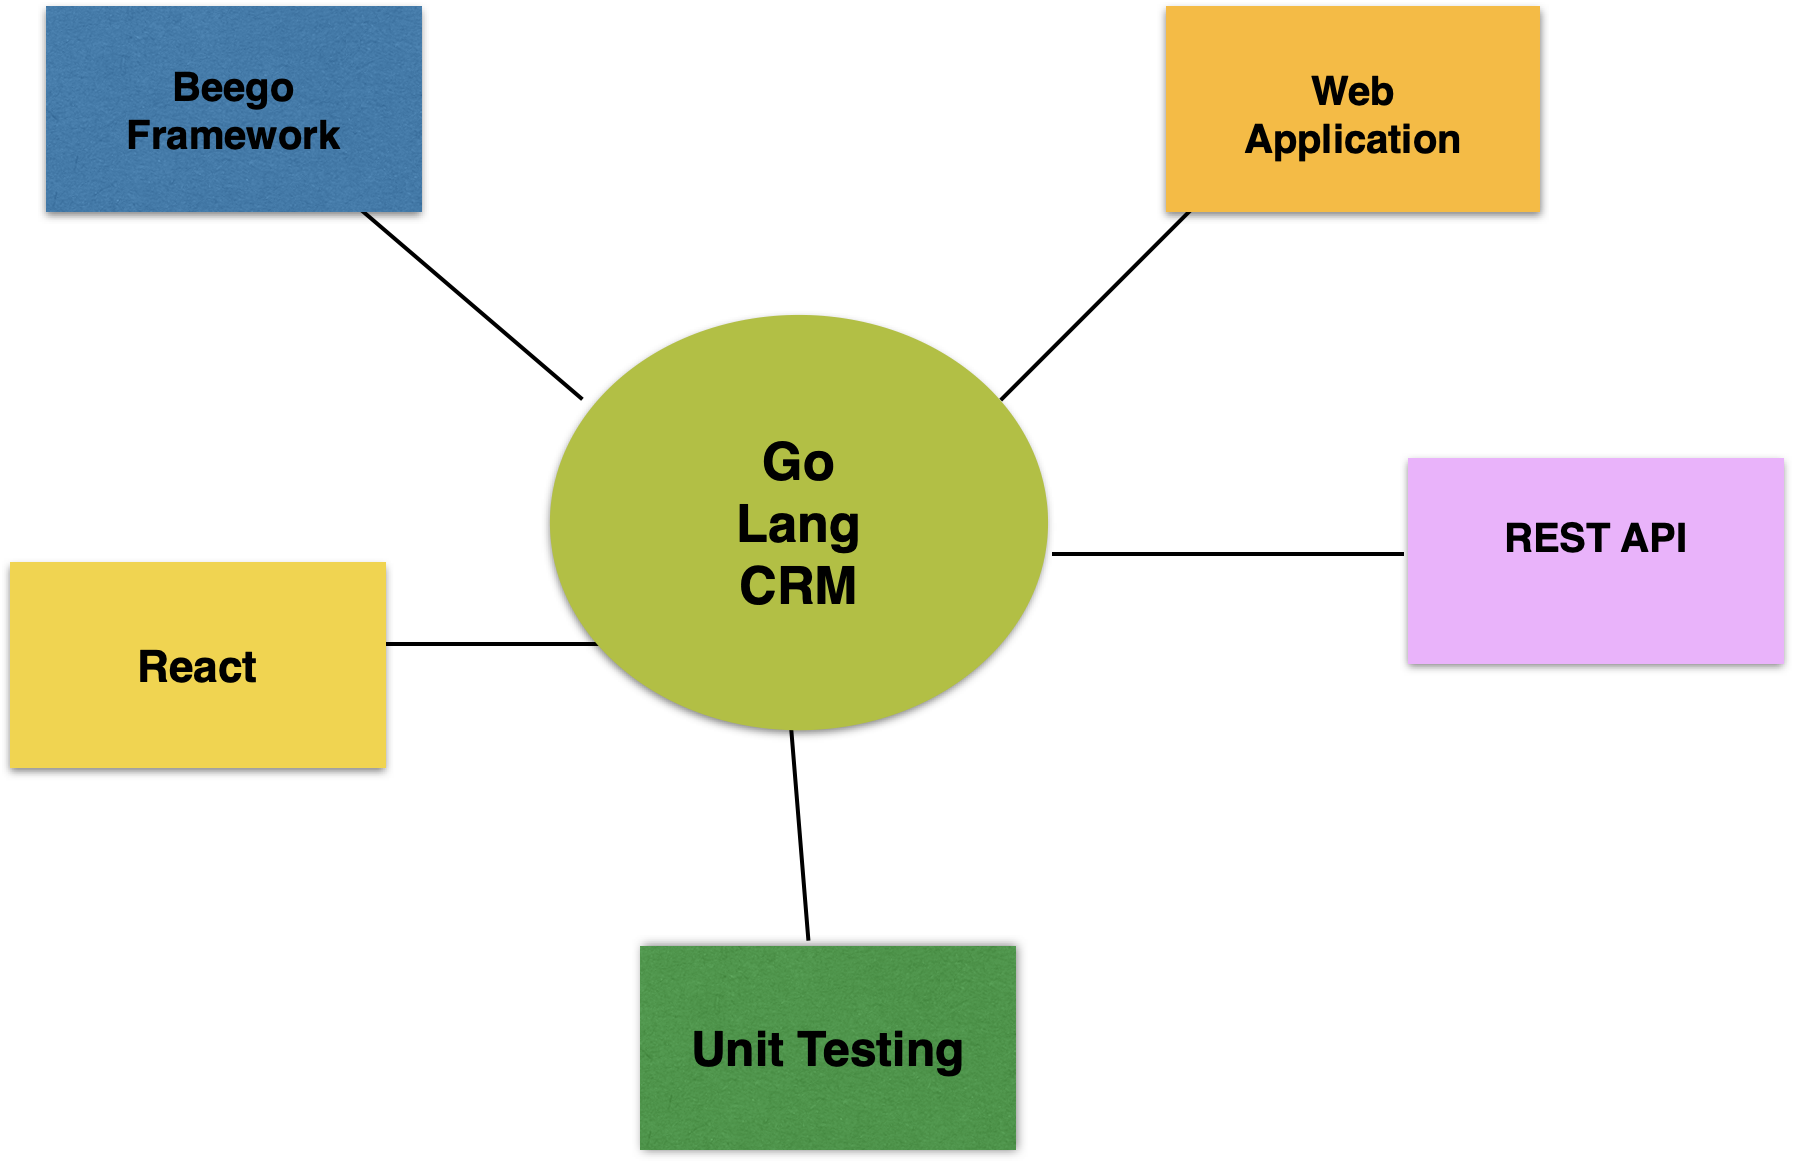 Beego
Framework
Web
Application
Go
Lang
CRM
REST API
React
Unit Testing